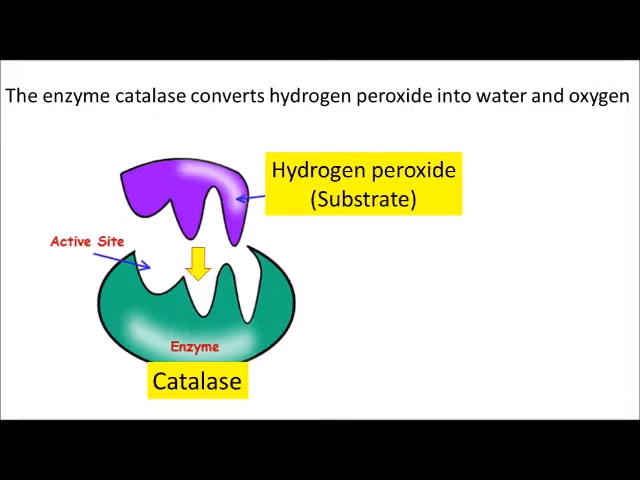 The enzyme catalase converts hydrogen peroxide into water and oxygen
Hydrogen peroxide
(Substrate)
Active Site
Enzyme
Catalase